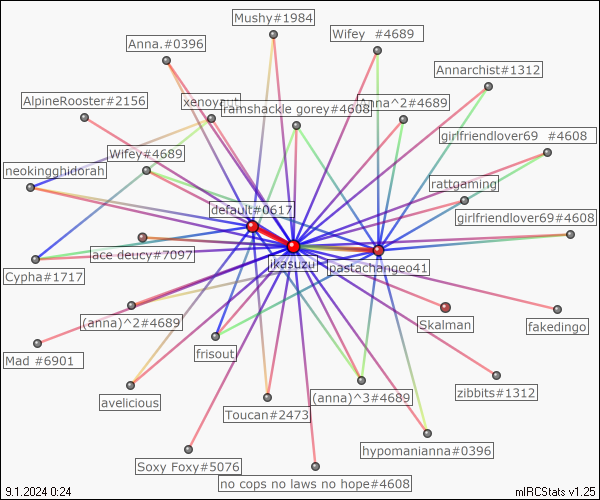 Mushy#1984
Wifey  #4689
Anna.#0396
Annarchist#1312
AlpineRooster#2156
xenovaut
ramshackle gorey#4608
Anna^2#4689
girlfriendlover69  #4608
Wifey#4689
neokingghidorah
rattgaming
default#0617
girlfriendlover69#4608
ace deucy#7097
ikasuzu
pastachangeo41
Cypha#1717
(anna)^2#4689
Skalman
fakedingo
frisout
Mad #6901
zibbits#1312
avelicious
(anna)^3#4689
Toucan#2473
hypomanianna#0396
Soxy Foxy#5076
no cops no laws no hope#4608
9.1.2024 0:24
mIRCStats v1.25